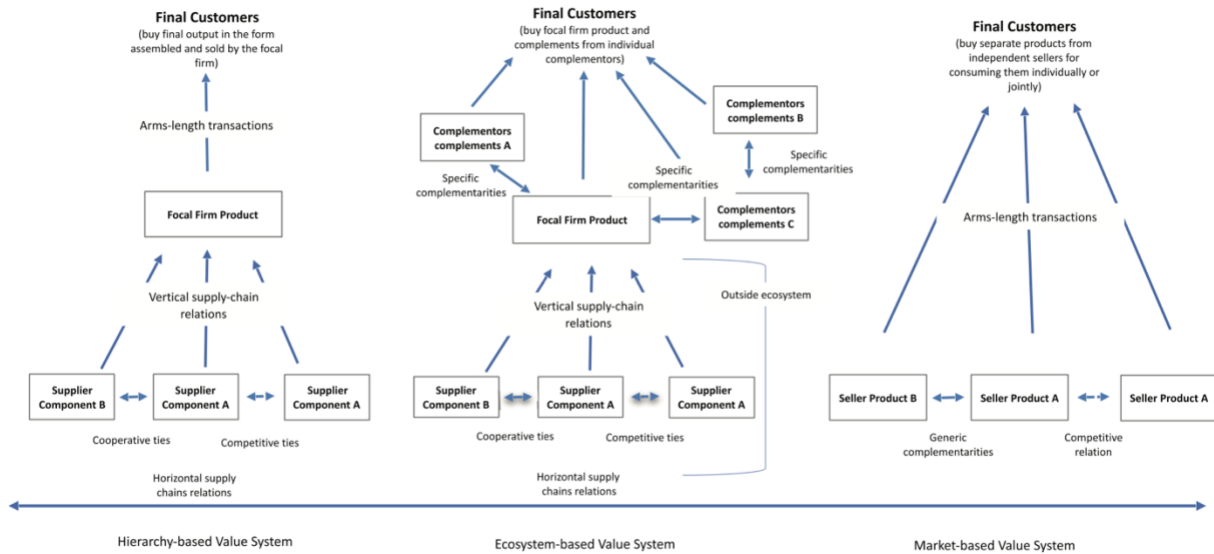 Final Customers
(buy final output in the form
assembled and sold by the focal
firm)
Arms-length transactions
Focal Firm Product
Vertical supply-chain
relations
Supplier
Component B
Supplier
Component A
Supplier
Component A
Cooperative ties
Competitive ties
Horizontal supply
chains relations
Hierarchy-based Value System
Final Customers
(buy focal firm product and
complements from individual
complementors)
Complementors
complements A
Complementors
complements B
Specific
complementarities
Specific
complementarities
Specific
complementarities
Focal Firm Product
Complementors
complements C
Outside ecosystem
Vertical supply-chain
relations
Supplier
Component B
Supplier
Component A
Supplier
Component A
Cooperative ties
Competitive ties
Horizontal supply
chains relations
Ecosystem-based Value System
Final Customers
(buy separate products from
independent sellers for
consuming them individually or
jointly)
Arms-length transactions
Seller Product B
Seller Product A
Seller Product A
Generic
complementarities
Competitive
relation
Market-based Value System